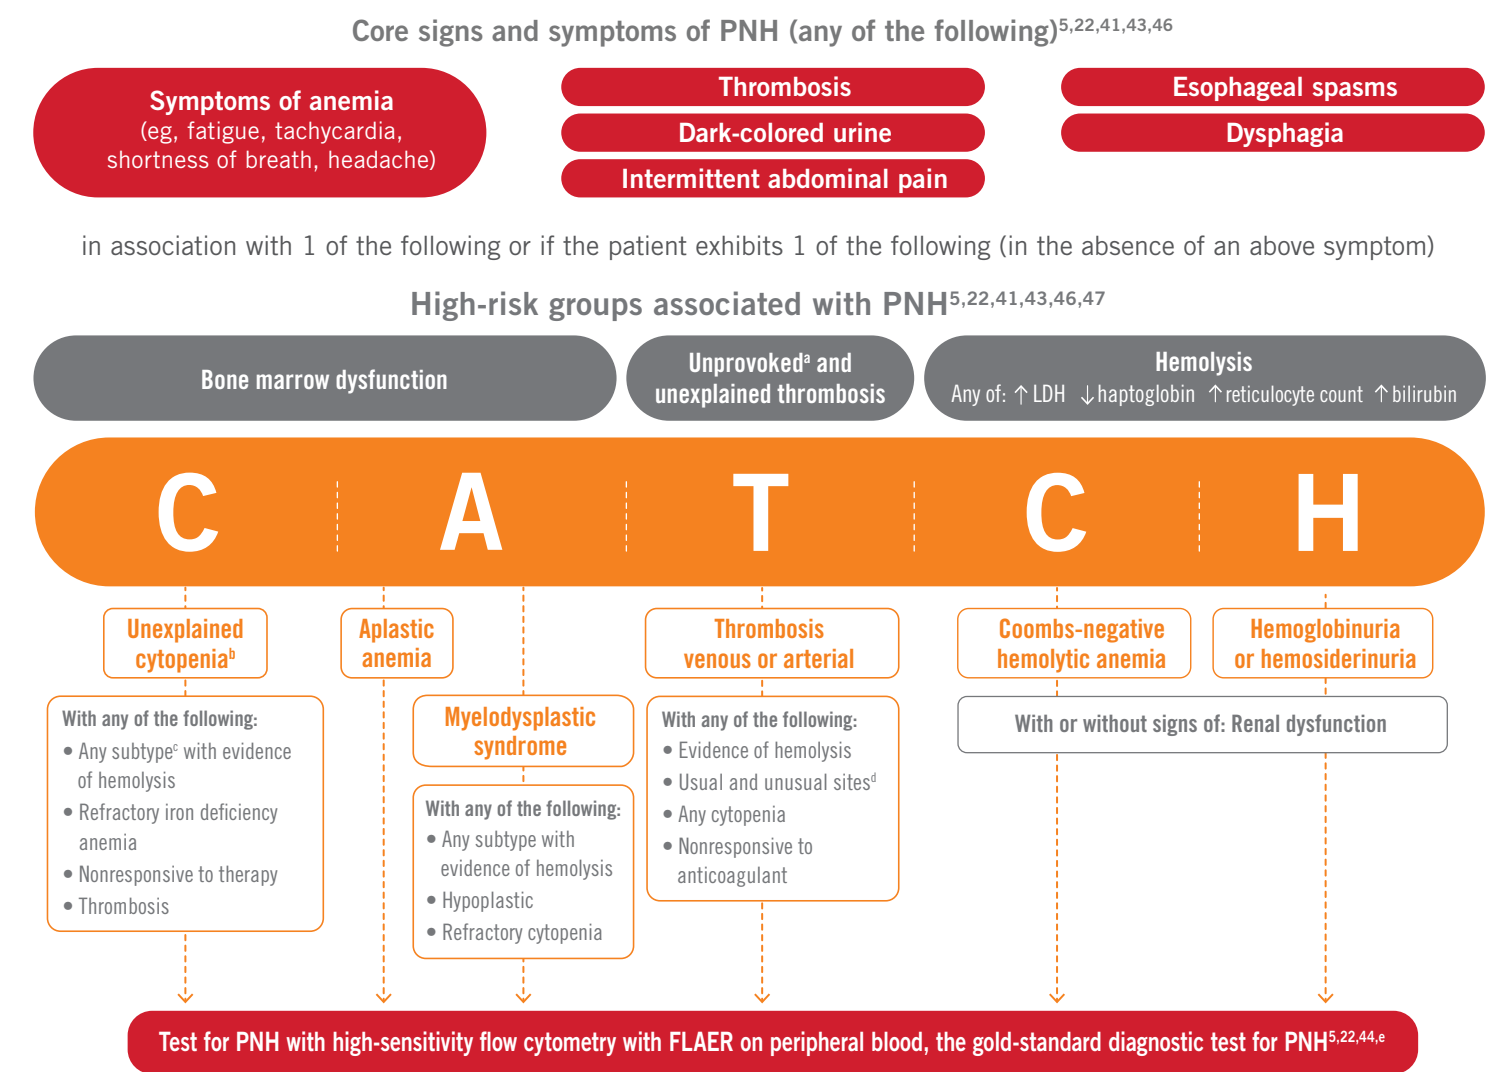 Core signs and symptoms of PNH (any of the following)5,22,41,43,46
Symptoms of anemia
(eg, fatigue, tachycardia,
shortness of breath, headache)
Thrombosis
Dark-colored urine
Intermittent abdominal pain
Esophageal spasms
Dysphagia
in association with 1 of the following or if the patient exhibits 1 of the following (in the absence of an above symptom)
High-risk groups associated with PNH5,22,41,43,46,47
Bone marrow dysfunction
Unprovokeda and
unexplained thrombosis
Hemolysis
Any of: ↑ LDH ↓ haptoglobin ↑ reticulocyte count ↑ bilirubin
C A T C H
Unexplained
cytopeniab
With any of the following:
• Any subtypec with evidence
of hemolysis
• Refractory iron deficiency
anemia
• Nonresponsive to therapy
• Thrombosis
Aplastic
anemia
Myelodysplastic
syndrome
With any of the following:
• Any subtype with
evidence of hemolysis
• Hypoplastic
• Refractory cytopenia
Thrombosis
venous or arterial
With any of the following:
• Evidence of hemolysis
• Usual and unusual sitesd
• Any cytopenia
• Nonresponsive to
anticoagulant
Coombs-negative
hemolytic anemia
Hemoglobinuria
or hemosiderinuria
With or without signs of: Renal dysfunction
Test for PNH with high-sensitivity flow cytometry with FLAER on peripheral blood, the gold-standard diagnostic test for PNH5,22,44,e